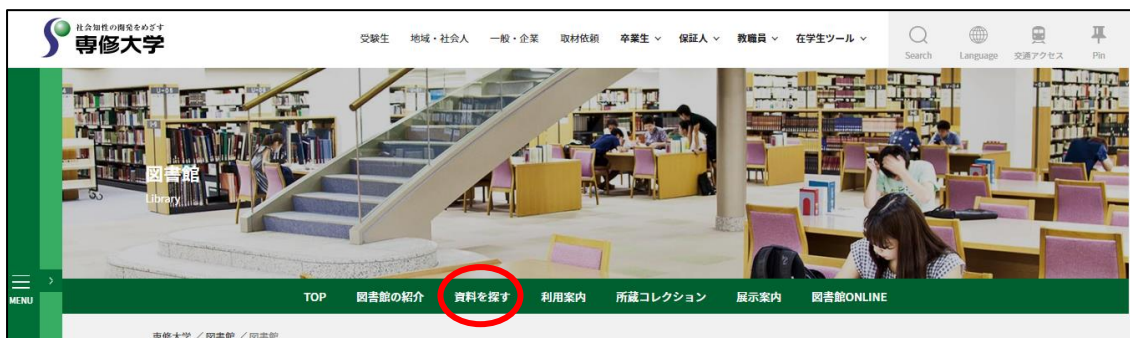 社会知性の開発をめざす
専修大学
受験生 地域・社会人 一般・企業 取材依頼 卒業生 保証人 教職員 在学生ツール
Search Language 交通アクセス Pin
図書館
Library
MENU
TOP 図書館の紹介 資料を探す 利用案内 所蔵コレクション 展示案内 図書館ONLINE
専修大学 / 図書館 / 図書館